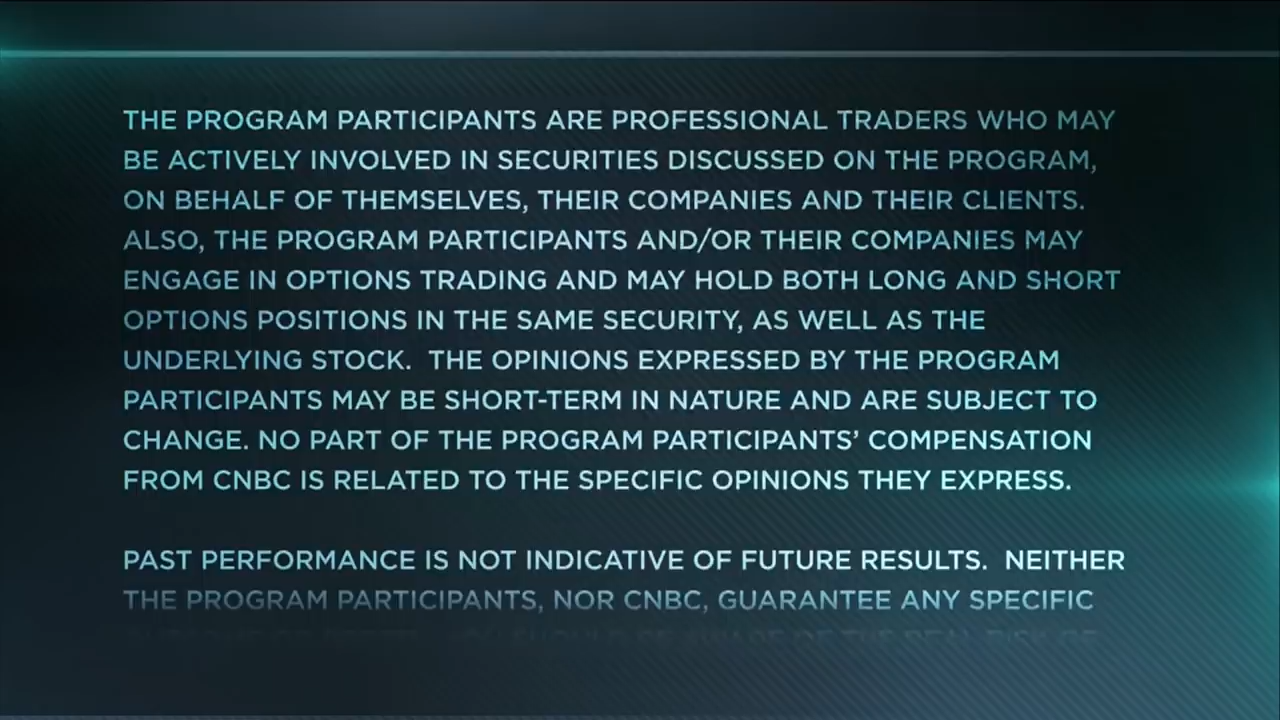 THE PROGRAM PARTICIPANTS ARE PROFESSIONAL TRADERS WHO MAY
BE ACTIVELY INVOLVED IN SECURITIES DISCUSSED ON THE PROGRAM,
ON BEHALF OF THEMSELVES, THEIR COMPANIES AND THEIR CLIENTS.
ALSO, THE PROGRAM PARTICIPANTS AND/OR THEIR COMPANIES MAY
ENGAGE IN OPTIONS TRADING AND MAY HOLD BOTH LONG AND SHORT
OPTIONS POSITIONS IN THE SAME SECURITY, AS WELL AS THE
UNDERLYING STOCK.  THE OPINIONS EXPRESSED BY THE PROGRAM
PARTICIPANTS MAY BE SHORT-TERM IN NATURE AND ARE SUBJECT TO
CHANGE. NO PART OF THE PROGRAM PARTICIPANTS’ COMPENSATION
FROM CNBC IS RELATED TO THE SPECIFIC OPINIONS THEY EXPRESS.
PAST PERFORMANCE IS NOT INDICATIVE OF FUTURE RESULTS.  NEITHER
THE PROGRAM PARTICIPANTS, NOR CNBC, GUARANTEE ANY SPECIFIC